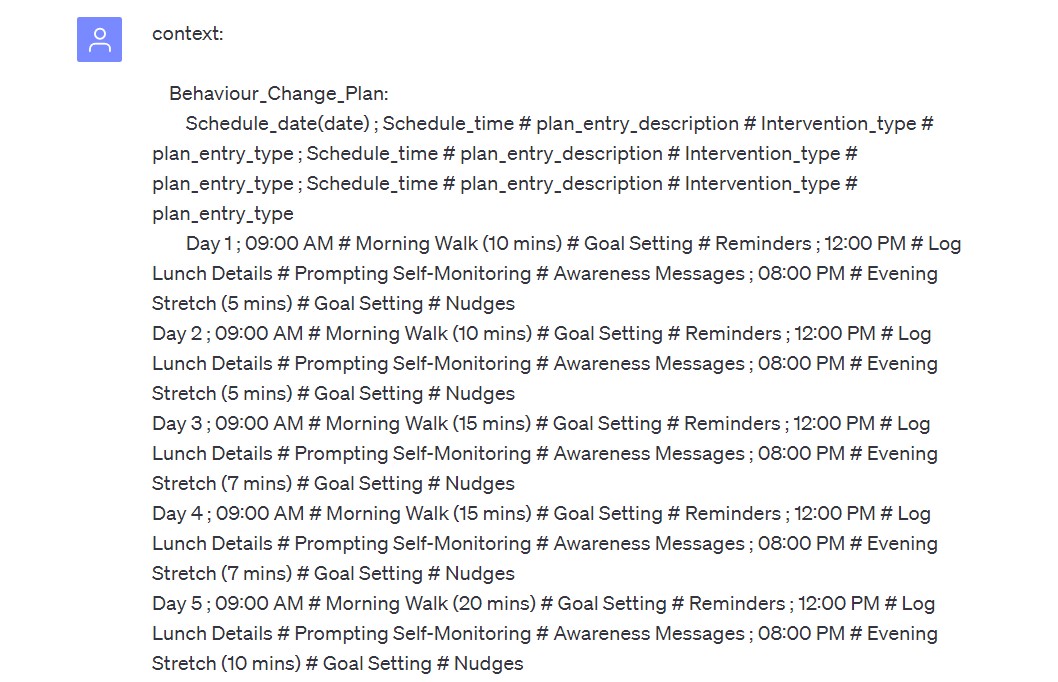 context:
Behaviour_Change_Plan:
Schedule_date(date) ; Schedule_time # plan_entry_description # Intervention_type #
plan_entry_type ; Schedule_time # plan_entry_description # Intervention_type #
plan_entry_type ; Schedule_time # plan_entry_description # Intervention_type #
plan_entry_type
Day 1 ; 09:00 AM # Morning Walk (10 mins) # Goal Setting # Reminders ; 12:00 PM # Log
Lunch Details # Prompting Self-Monitoring # Awareness Messages ; 08:00 PM # Evening
Stretch (5 mins) # Goal Setting # Nudges
Day 2 ; 09:00 AM # Morning Walk (10 mins) # Goal Setting # Reminders ; 12:00 PM # Log
Lunch Details # Prompting Self-Monitoring # Awareness Messages ; 08:00 PM # Evening
Stretch (5 mins) # Goal Setting # Nudges
Day 3 ; 09:00 AM # Morning Walk (15 mins) # Goal Setting # Reminders ; 12:00 PM # Log
Lunch Details # Prompting Self-Monitoring # Awareness Messages ; 08:00 PM # Evening
Stretch (7 mins) # Goal Setting # Nudges
Day 4 ; 09:00 AM # Morning Walk (15 mins) # Goal Setting # Reminders ; 12:00 PM # Log
Lunch Details # Prompting Self-Monitoring # Awareness Messages ; 08:00 PM # Evening
Stretch (7 mins) # Goal Setting # Nudges
Day 5 ; 09:00 AM # Morning Walk (20 mins) # Goal Setting # Reminders ; 12:00 PM # Log
Lunch Details # Prompting Self-Monitoring # Awareness Messages ; 08:00 PM # Evening
Stretch (10 mins) # Goal Setting # Nudges